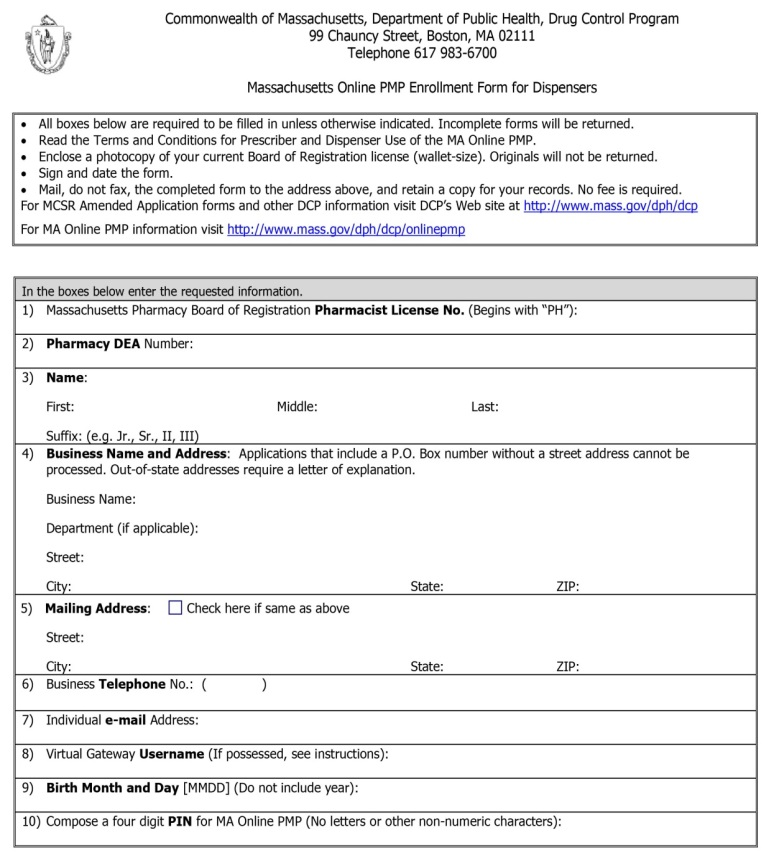 Commonwealth of Massachusetts, Department of Public Health, Drug Control Program
99 Chauncy Street, Boston, MA 02111
Telephone 617 983-6700
Massachusetts Online PMP Enrollment Form for Dispensers
• All boxes below are required to be filled in unless otherwise indicated. Incomplete forms will be returned.
• Read the Terms and Conditions for Prescriber and Dispenser Use of the MA Online PMP.
• Enclose a photocopy of your current Board of Registration license (wallet-size). Originals will not be returned.
• Sign and date the form.
• Mail, do not fax, the completed form to the address above, and retain a copy for your records. No fee is required.
For MCSR Amended Application forms and other DCP information visit DCP's Web site at http://www.mass.gov/dph/dcp
For MA Online PMP information visit http://www.mass.gov/dph/dcp/onlinepmp
In the boxes below enter the requested information.
1) Massachusetts Pharmacy Board of Registration Pharmacist License No. (Begins with “PH”):
2) Pharmacy DEA Number:
3) Name:
First: Middle: Last:
Suffix: (e.g. Jr., Sr., II, III)
4) Business Name and Address: Applications that include a P.O. Box number without a street address cannot be
processed. Out-of-state addresses require a letter of explanation.
Business Name:
Department (if applicable):
Street:
City: State: ZIP:
5) Mailing Address: Check here if same as above
Street:
City: State: ZIP:
6) Business Telephone No.: ( )
7) Individual e-mail Address:
8) Virtual Gateway Username (If possessed, see instructions):
9) Birth Month and Day [MMDD] (Do not include year):
10) Compose a four digit PIN for MA Online PMP (No letters or other non-numeric characters):